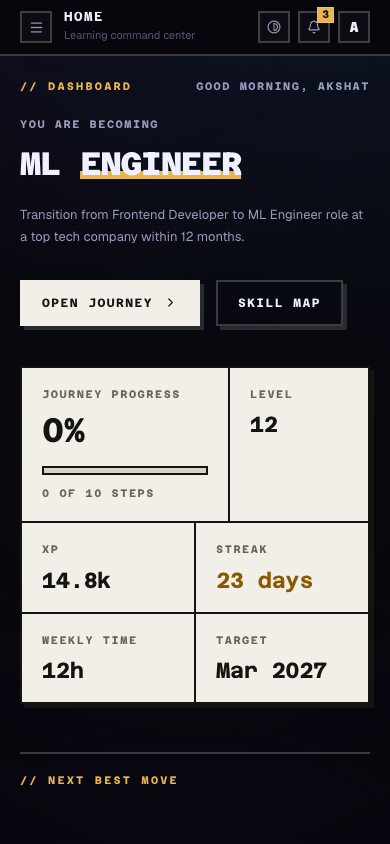 HOME
Learning command center
3
A
// DASHBOARD
GOOD MORNING, AKSHAT
YOU ARE BECOMING
ML ENGINEER
Transition from Frontend Developer to ML Engineer role at
a top tech company within 12 months.
OPEN JOURNEY
SKILL MAP
JOURNEY PROGRESS
0%
0 OF 10 STEPS
LEVEL
12
XP
14.8k
STREAK
23 days
WEEKLY TIME
12h
TARGET
Mar 2027
// NEXT BEST MOVE